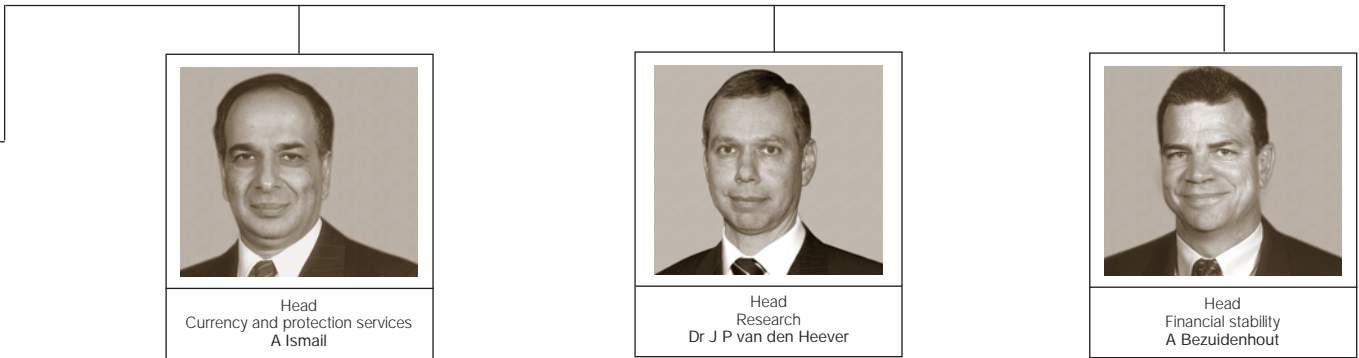 Head
Currency and protection services
A Ismail
Head
Research
Dr J P van den Heever
Head
Financial stability
A Bezuidenhout